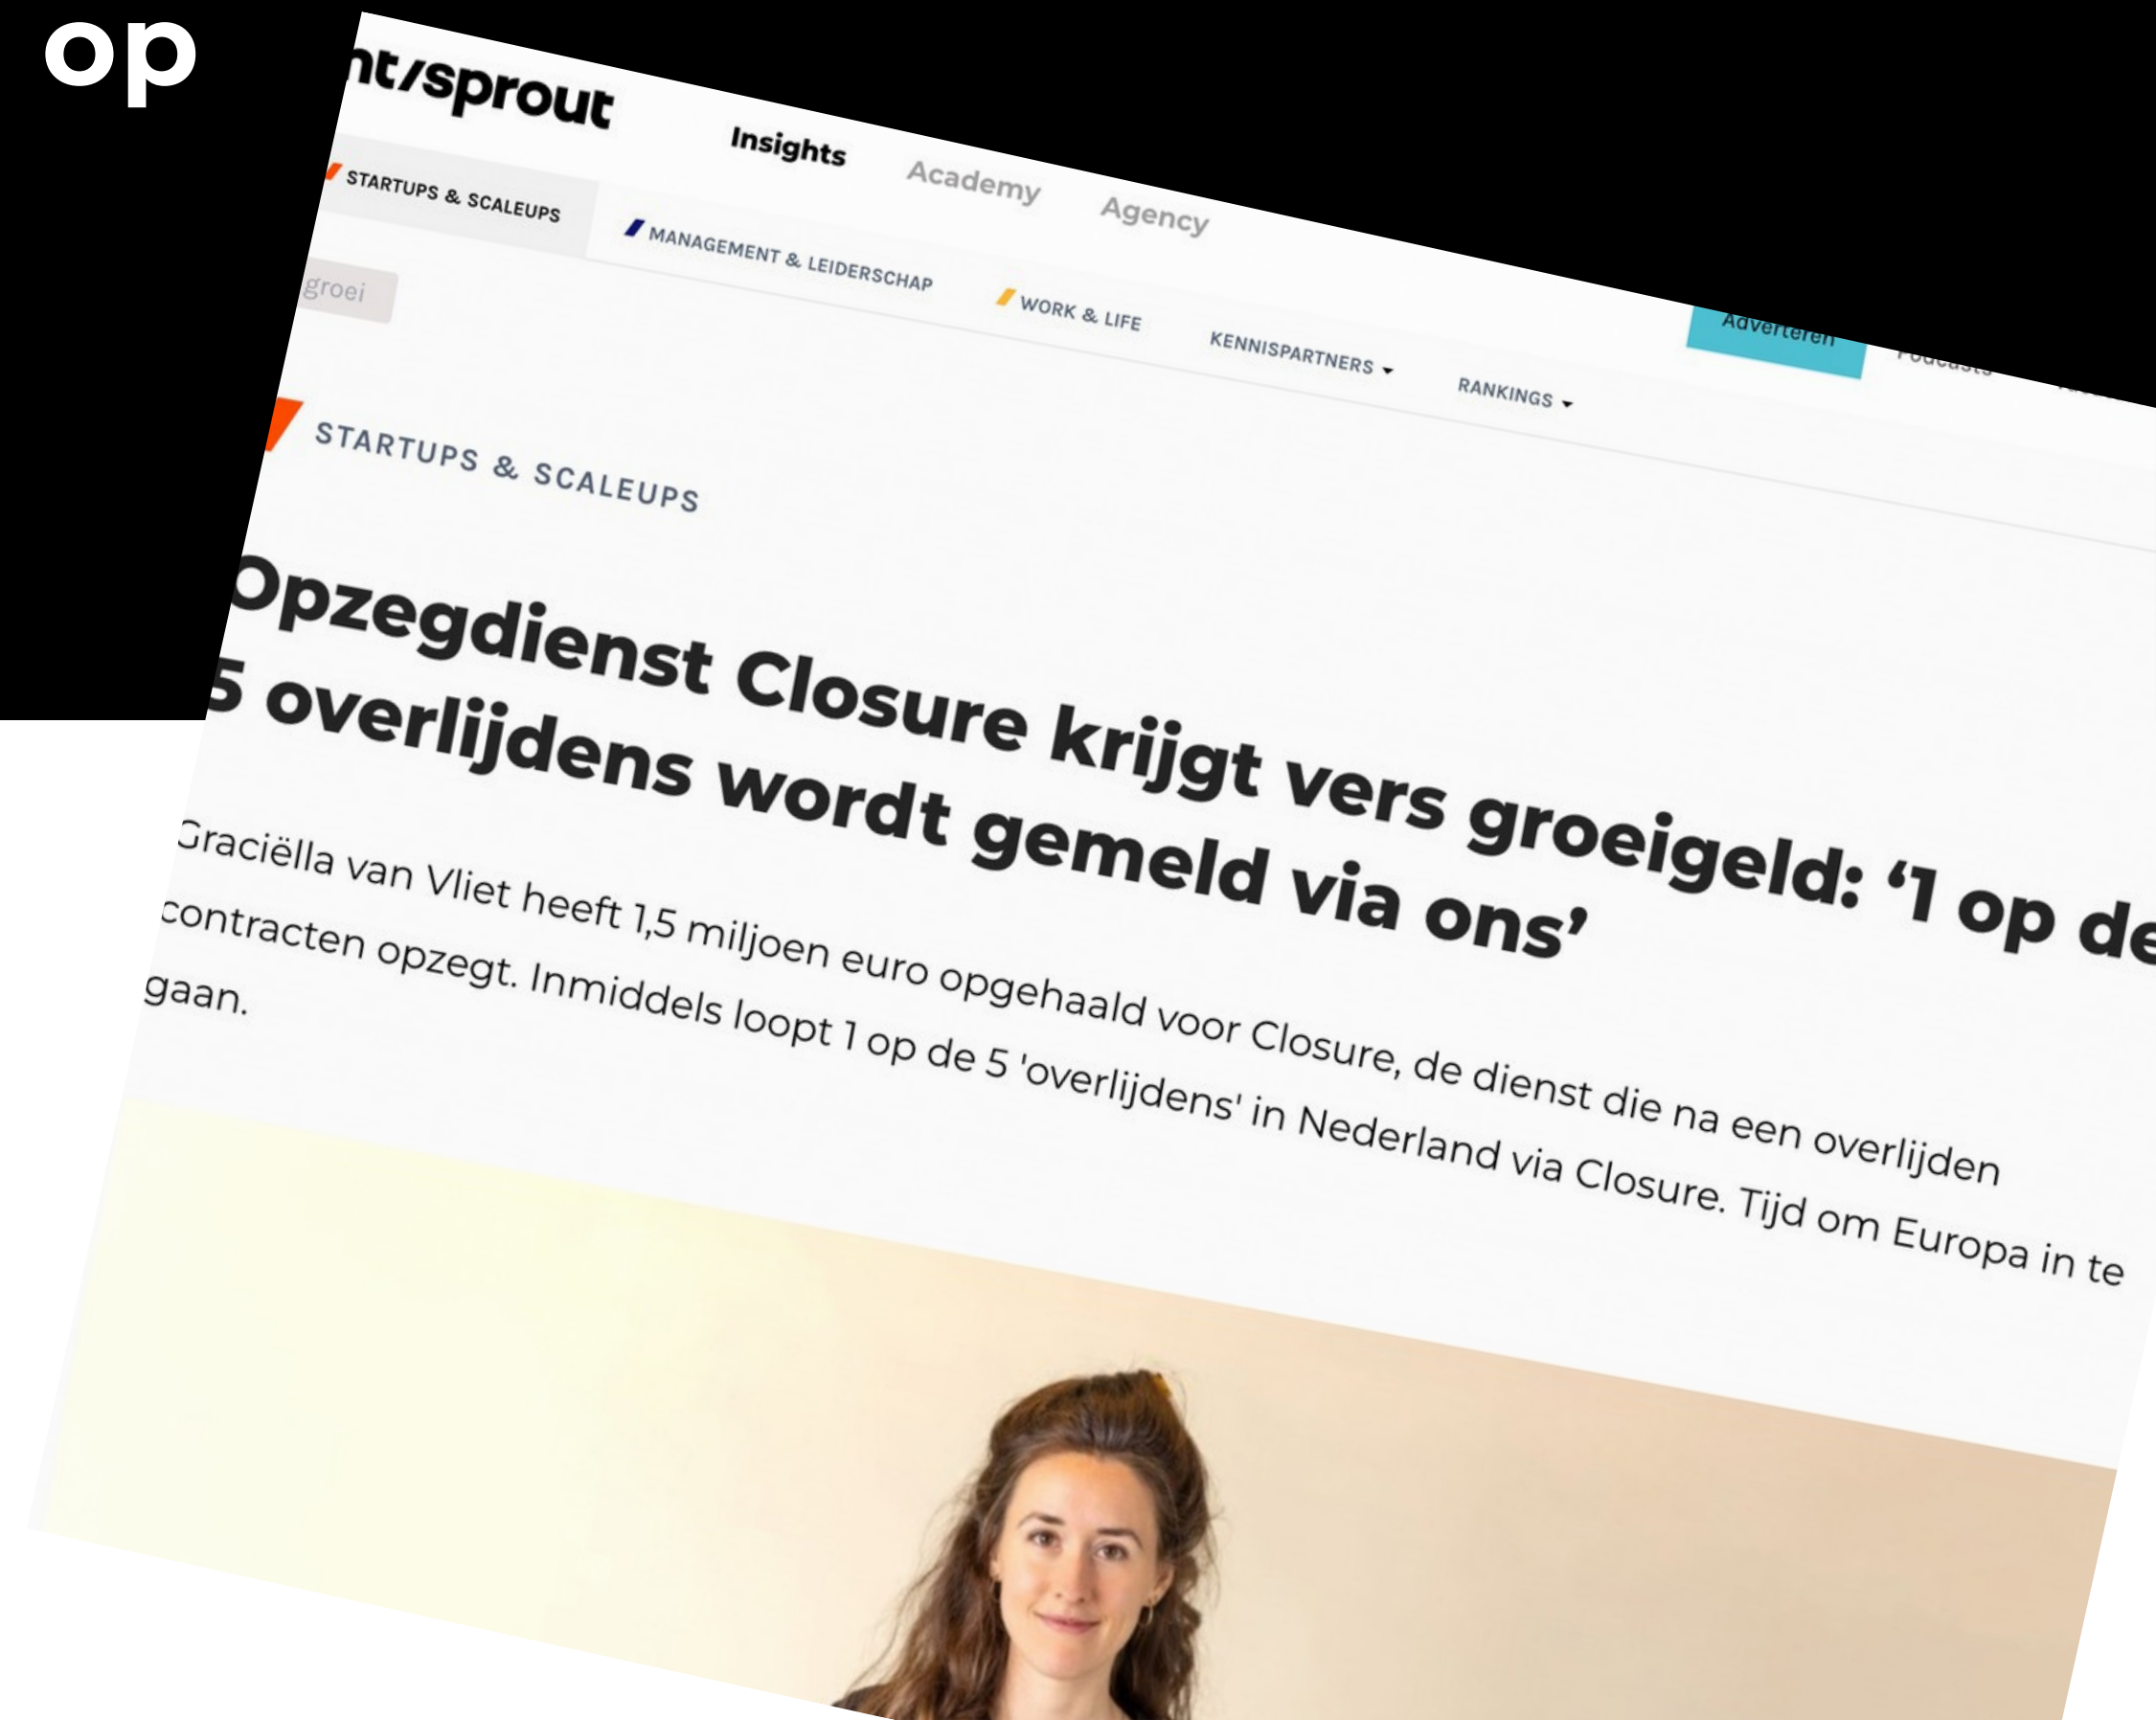 op
nt/sprout
Insights
Academy
Agency
Adverteren
Podcasts
STARTUPS & SCALEUPS
MANAGEMENT & LEIDERSCHAP
WORK & LIFE
KENNISPARTNERS
RANKINGS
groei
STARTUPS & SCALEUPS
Opzegdienst Closure krijgt vers groeigeld: ‘1 op de
5 overlijdens wordt gemeld via ons’
Graciëlla van Vliet heeft 1,5 miljoen euro opgehaald voor Closure, de dienst die na een overlijden
contracten opzegt. Inmiddels loopt 1 op de 5 'overlijdens' in Nederland via Closure. Tijd om Europa in te
gaan.